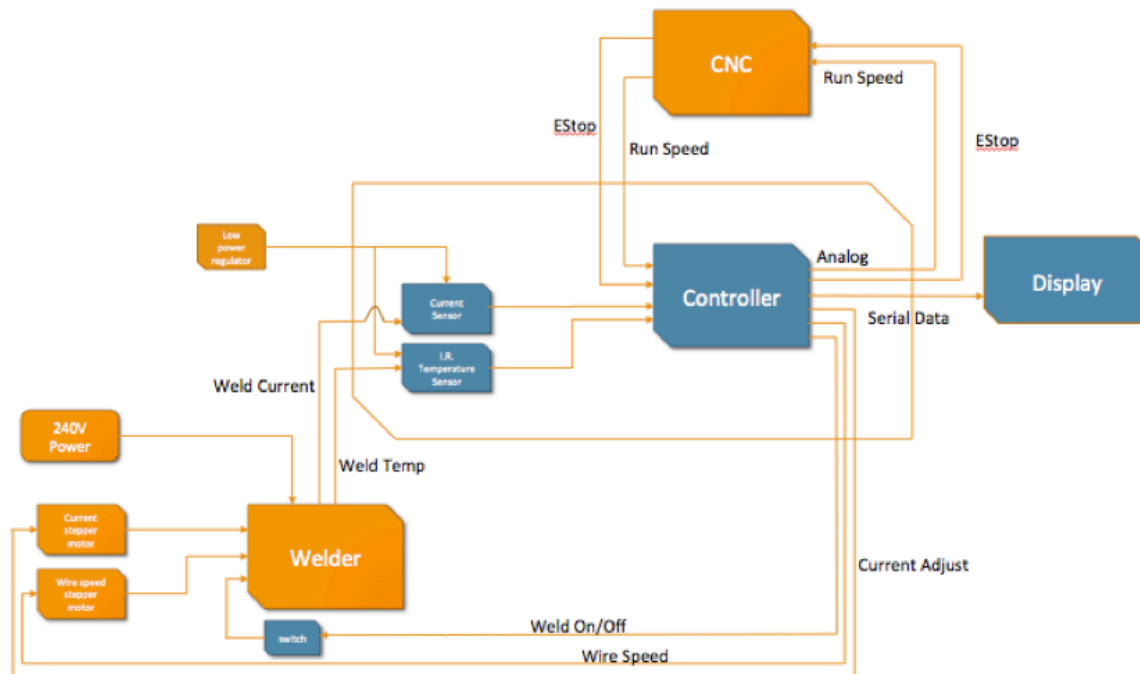 CNC
Run Speed
EStop
Run Speed
EStop
Low
power
regulator
Current
Sensor
Controller
Analog
Display
Serial Data
I.R.
Temperature
Sensor
Weld Current
240V
Power
Weld Temp
Current
stepper
motor
Welder
Current Adjust
Wire speed
stepper
motor
switch
Weld On/Off
Wire Speed